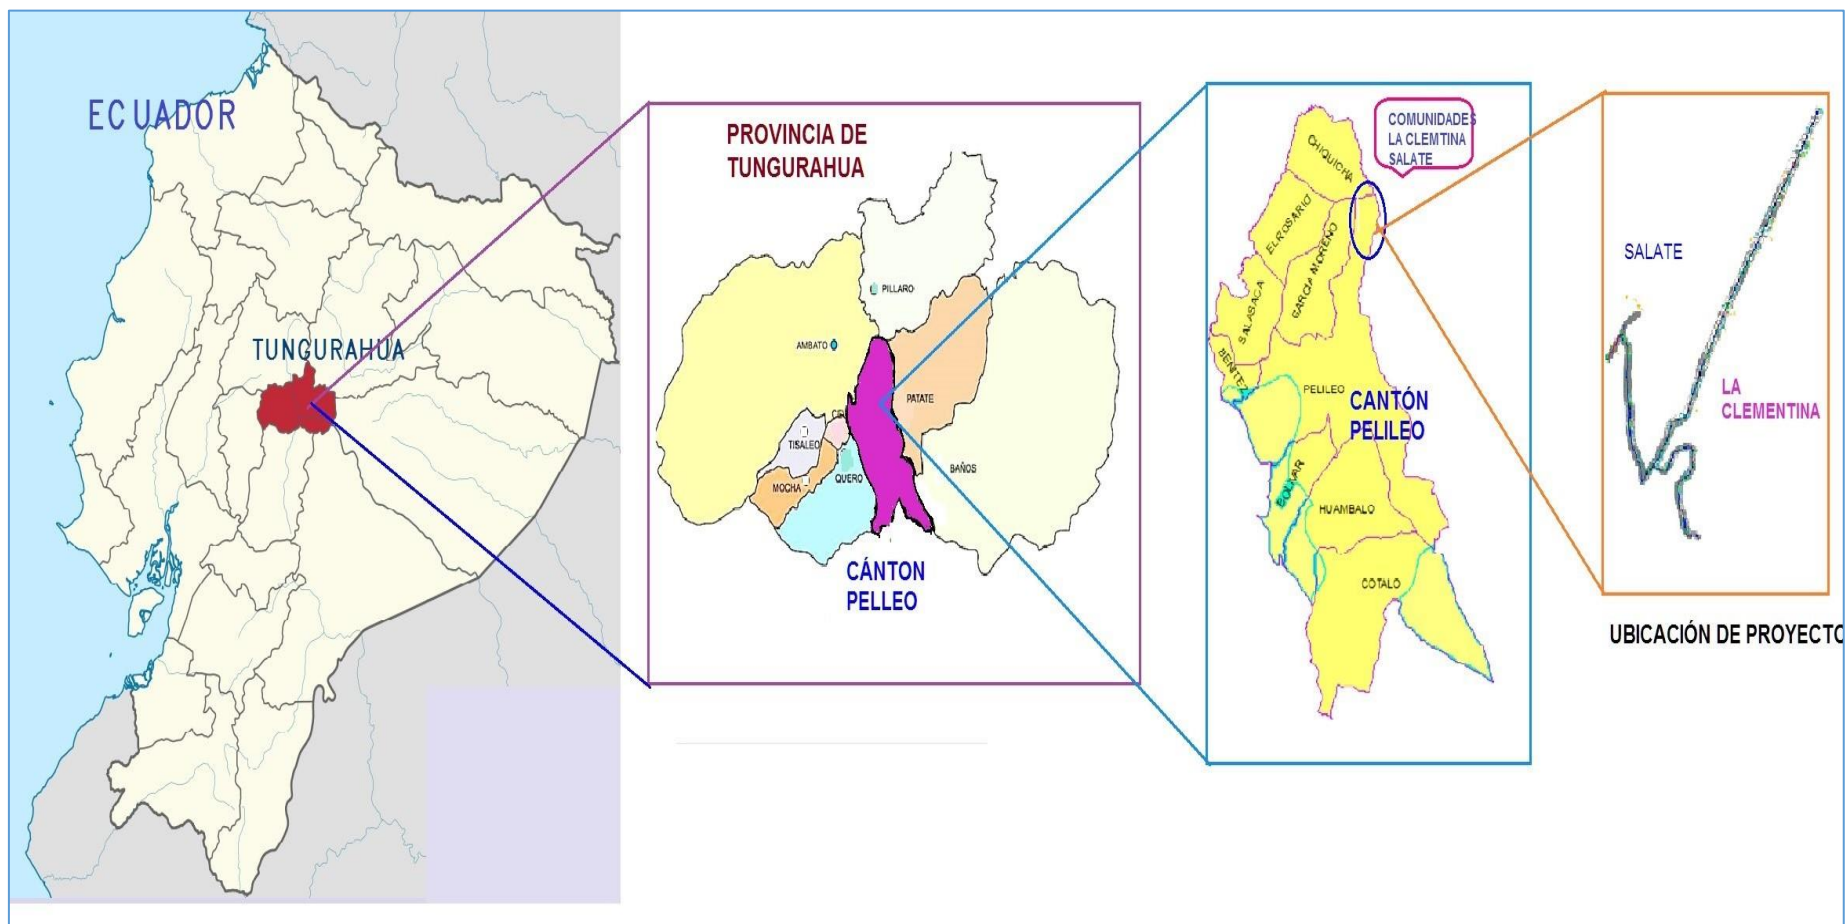 ECUADOR
TUNGURAHUA
PROVINCIA DE
TUNGURAHUA
PILLARO
AMBATO
PATATE
TISALEO
MOCHA
QUERO
BAÑOS
CÁNTON
PELLEO
COMUNIDADES
LA CLEMTINA
SALATE
CHIQUICHA
EL ROSARIO
GARCIA MORENO
SALASACA
BENITEZ
PELILEO
CANTÓN
PELILEO
BOLIVAR
HUAMBALO
COTALO
SALATE
LA
CLEMENTINA
UBICACIÓN DE PROYECTO